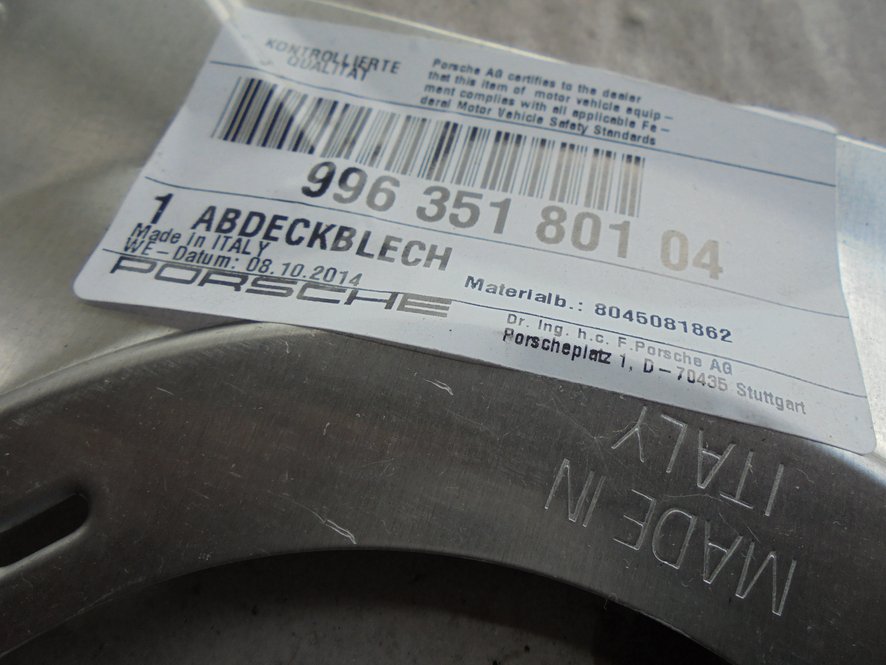 KONTROLLIERTE
QUALITÄT
Porsche AG certifies to the dealer
that this item of motor vehicle equip-
ment complies with all applicable Fe-
deral Motor Vehicle Safety Standards
996 351 801 04
1 ABDECKBLECH
Made in ITALY
WE-Datum: 08.10.2014
PORSCHE
Materialb.: 8045081862
Dr. Ing. h.c. F.Porsche AG
Porscheplatz 1, D-70435 Stuttgart
MADE IN
ITALY